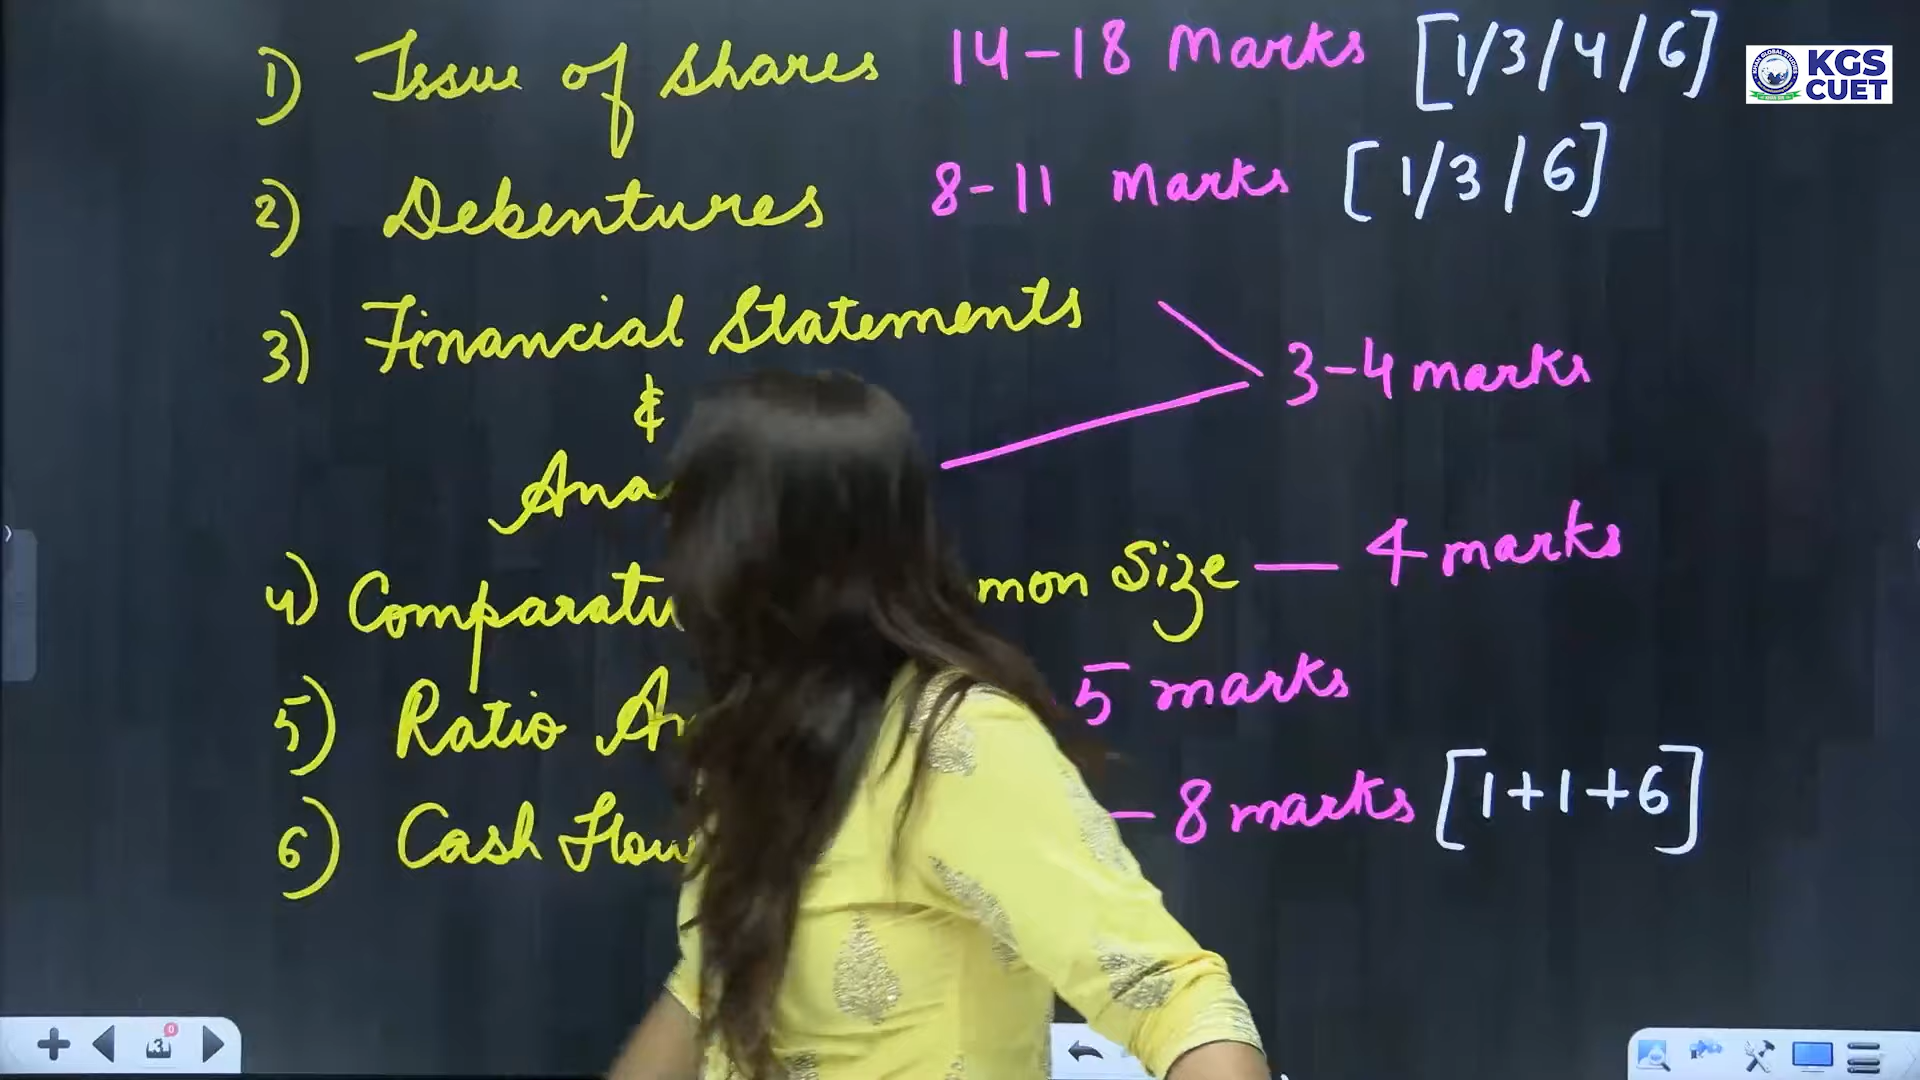 1) Issue of shares 14-18 Marks [1/3/4/6]
KGS CUET
2) Debentures 8-11 Marks [1/3/6]
3) Financial Statements
&
3-4 marks
4) Size — 4 marks
5) Ratio 5 marks
6) Cash — 8 marks [1+1+6]